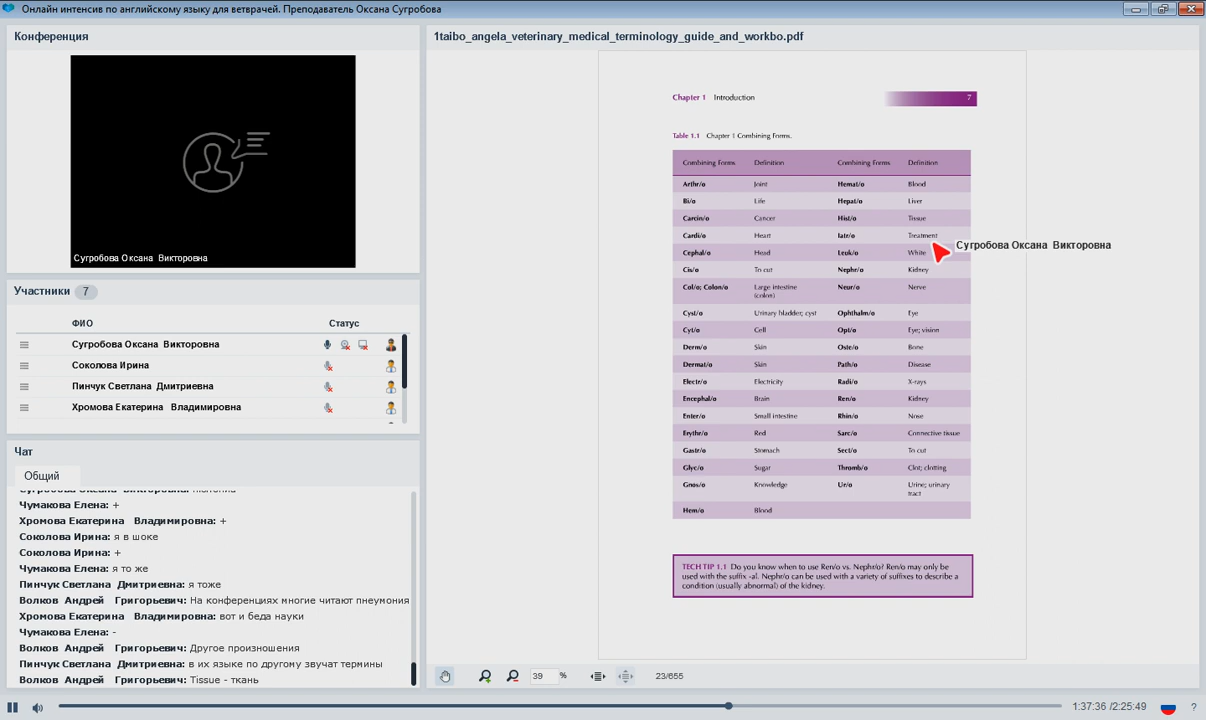 Онлайн интенсив по английскому языку для ветврачей. Преподаватель Оксана Сугробова
Конференция
Сугробова Оксана Викторовна
Участники 7
ФИО Статус
Сугробова Оксана Викторовна
Соколова Ирина
Пинчук Светлана Дмитриевна
Хромова Екатерина Владимировна
Чат
Общий
Чумакова Елена: +
Хромова Екатерина Владимировна: +
Соколова Ирина: я в шоке
Соколова Ирина: +
Чумакова Елена: я то же
Пинчук Светлана Дмитриевна: я тоже
Волков Андрей Григорьевич: На конференциях многие читают пневмония
Хромова Екатерина Владимировна: вот и беда науки
Чумакова Елена: -
Волков Андрей Григорьевич: Другое произношения
Пинчук Светлана Дмитриевна: в их языке по другому звучат термины
Волков Андрей Григорьевич: Tissue - ткань
1taibo_angela_veterinary_medical_terminology_guide_and_workbo.pdf
Chapter 1 Introduction 7
Table 1.1 Chapter 1 Combining Forms.
Combining Forms Definition Combining Forms Definition
Arthr/o Joint Hemat/o Blood
Bi/o Life Hepat/o Liver
Carcin/o Cancer Hist/o Tissue
Cardi/o Heart Iatr/o Treatment
Сугробова Оксана Викторовна
Cephal/o Head Leuk/o White
Cis/o To cut Nephr/o Kidney
Col/o; Colon/o Large intestine Neur/o Nerve
(colon)
Cyst/o Urinary bladder; cyst Ophthalm/o Eye
Cyt/o Cell Opt/o Eye; vision
Derm/o Skin Oste/o Bone
Dermat/o Skin Path/o Disease
Electr/o Electricity Radi/o X-rays
Encephal/o Brain Ren/o Kidney
Enter/o Small intestine Rhin/o Nose
Erythr/o Red Sarc/o Connective tissue
Gastr/o Stomach Sect/o To cut
Glyc/o Sugar Thromb/o Clot; clotting
Gnos/o Knowledge Ur/o Urine; urinary
tract
Hem/o Blood
TECH TIP 1.1 Do you know when to use Ren/o vs. Nephr/o? Ren/o may only be
used with the suffix -al. Nephr/o can be used with a variety of suffixes to describe a
condition (usually abnormal) of the kidney.
39 % 23/655
1:37:36 /2:25:49 ?